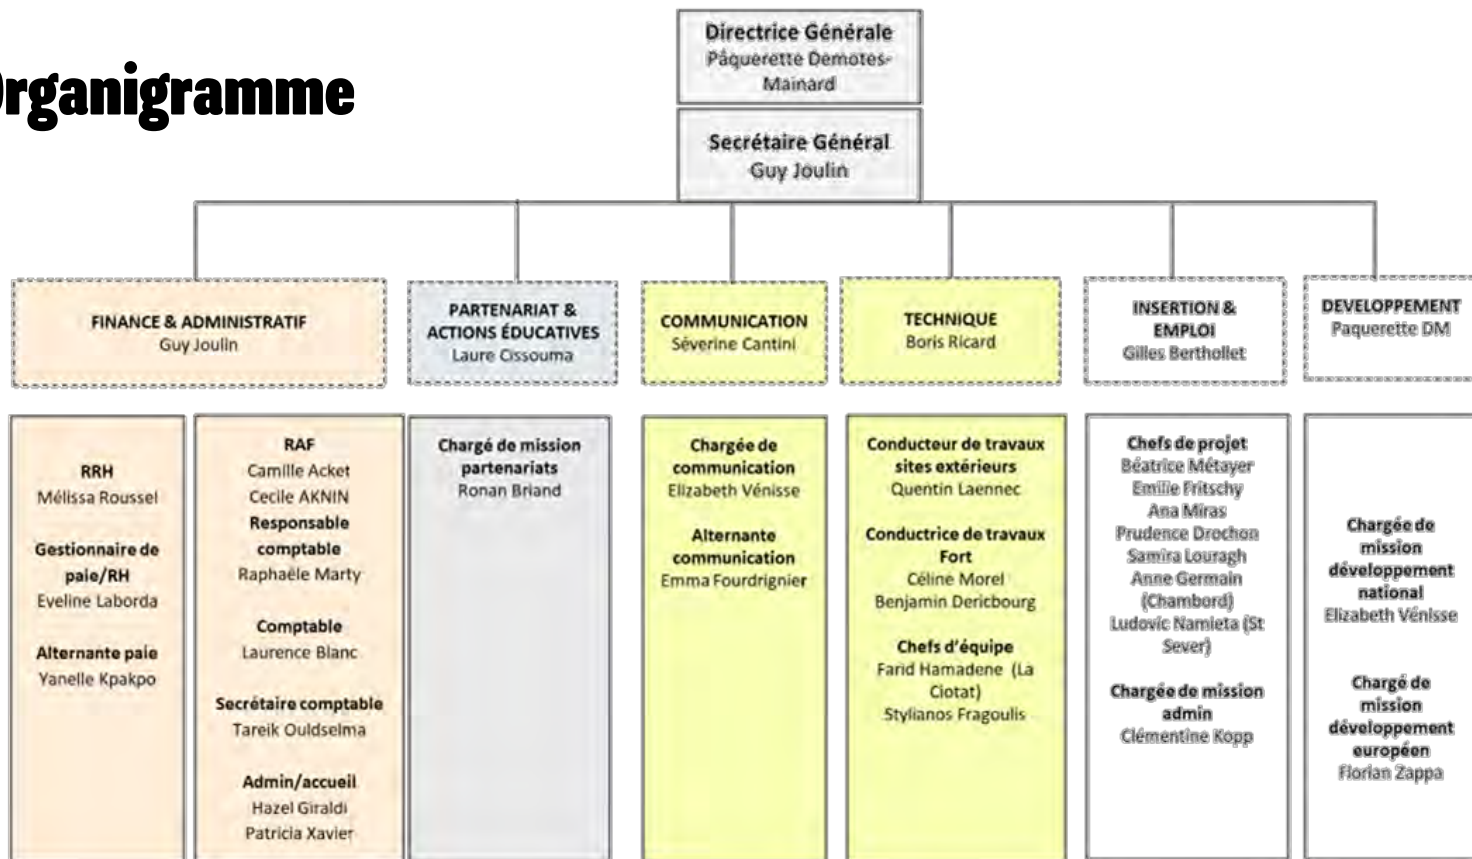 Organigramme
Directrice Générale
Pâquerette Demotes-
Mainard
Secrétaire Général
Guy Joulin
FINANCE & ADMINISTRATIF
Guy Joulin
PARTENARIAT &
ACTIONS ÉDUCATIVES
Laure Cissouma
COMMUNICATION
Séverine Cantini
TECHNIQUE
Boris Ricard
INSERTION &
EMPLOI
Gilles Berthollet
DEVELOPPEMENT
Paquerette DM
RRH
Mélissa Roussel
Gestionnaire de
paie/RH
Eveline Laborda
Alternante paie
Yanelle Kpakpo
RAF
Camille Acket
Cecile AKNIN
Responsable
comptable
Raphaële Marty
Comptable
Laurence Blanc
Secrétaire comptable
Tareik Ouldselma
Admin/accueil
Hazel Giraldi
Patricia Xavier
Chargé de mission
partenariats
Ronan Briand
Chargée de
communication
Elizabeth Vénisse
Alternante
communication
Emma Fourdrignier
Conducteur de travaux
sites extérieurs
Quentin Laennec
Conductrice de travaux
Fort
Céline Morel
Benjamin Dericbourg
Chefs d'équipe
Farid Hamadene (La
Ciotat)
Stylianos Fragoulis
Chefs de projet
Béatrice Métayer
Emilie Fritschy
Ana Miras
Prudence Drochon
Samira Louragh
Anne Germain
(Chambord)
Ludovic Namieta (St
Sever)
Chargée de mission
admin
Clémentine Kopp
Chargée de
mission
développement
national
Elizabeth Vénisse
Chargé de
mission
développement
européen
Florian Zappa